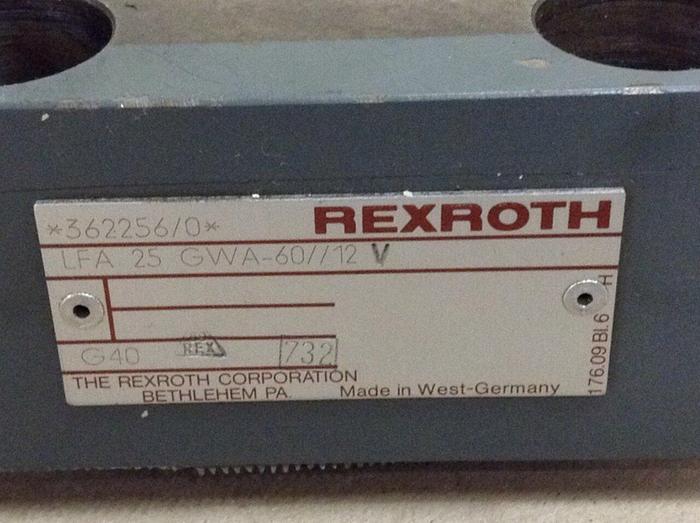 *362256/0* REXROTH
LFA 25 GWA-60//12 V
G40 REX 732
THE REXROTH CORPORATION
BETHLEHEM PA. Made in West-Germany
176.09 Bl.6 H